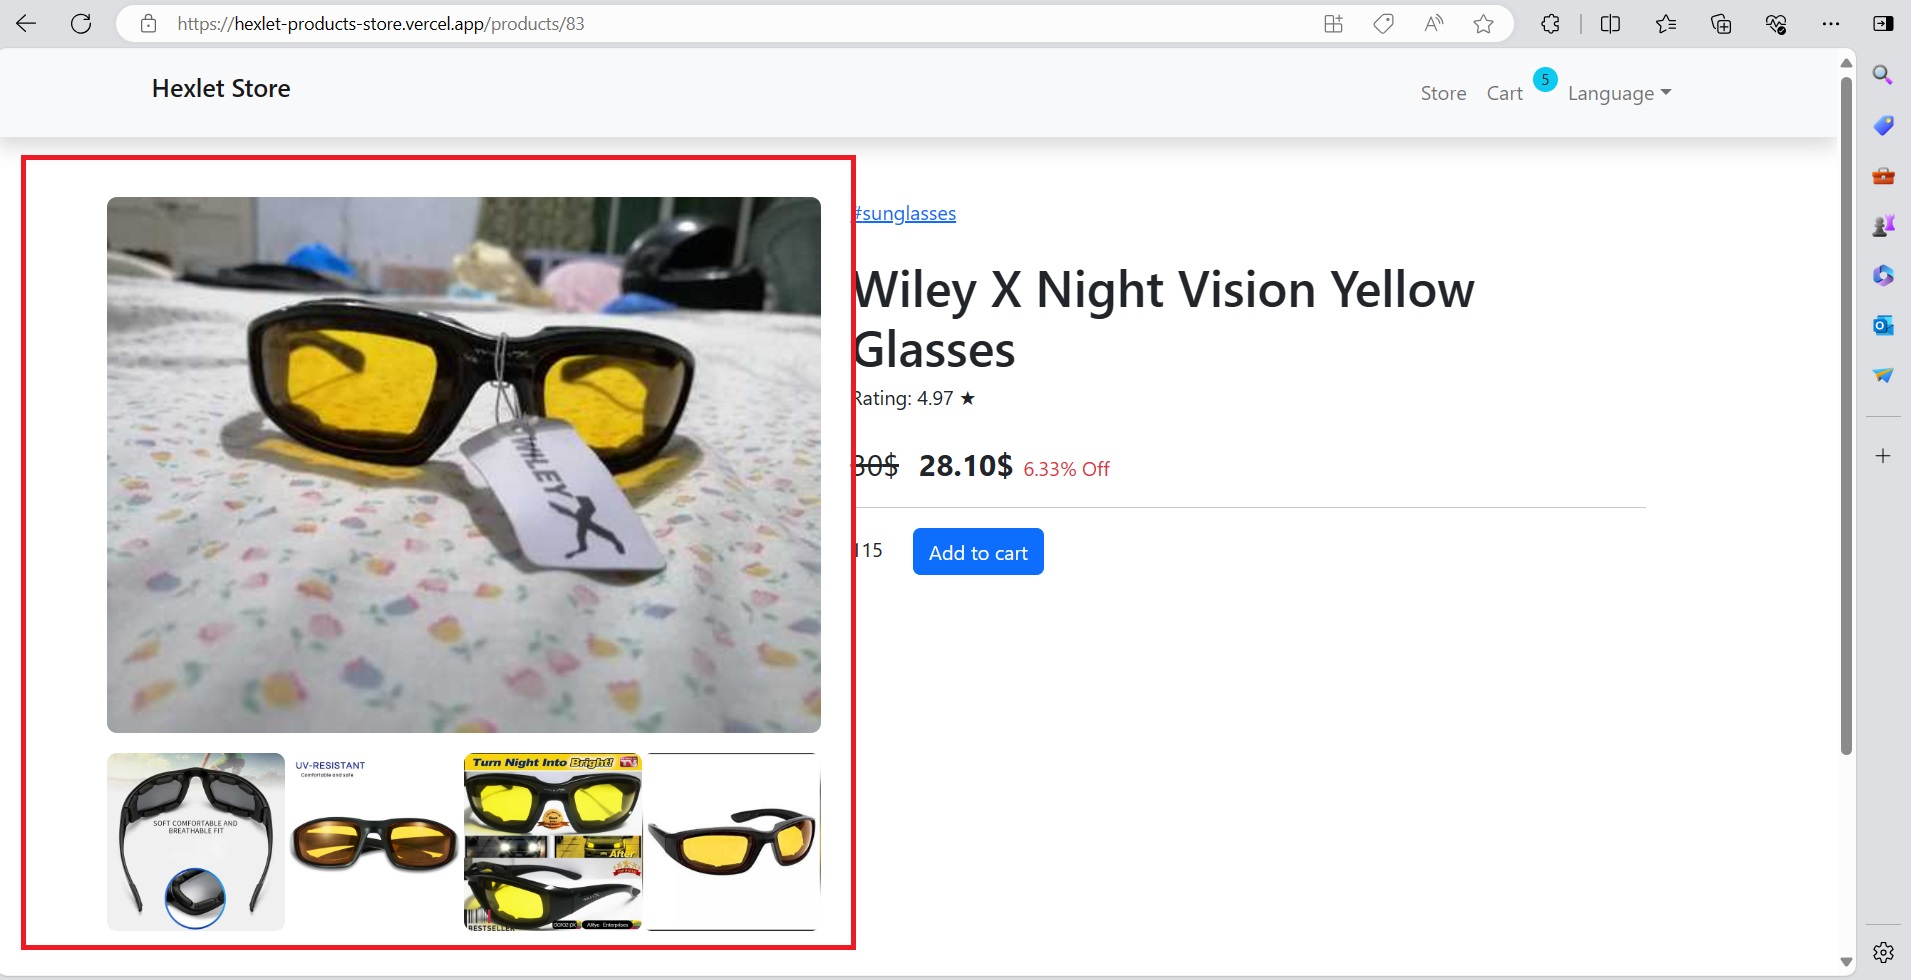 https://hexlet-products-store.vercel.app/products/83
Hexlet Store
Store Cart 5 Language
#sunglasses
Wiley X Night Vision Yellow
Glasses
Rating: 4.97 ★
30$ 28.10$ 6.33% Off
115 Add to cart
WILEY X
SOFT COMFORTABLE AND
BREATHABLE FIT
UV-RESISTANT
Comfortable and safe
Turn Night Into Bright!
After
BESTSELLER